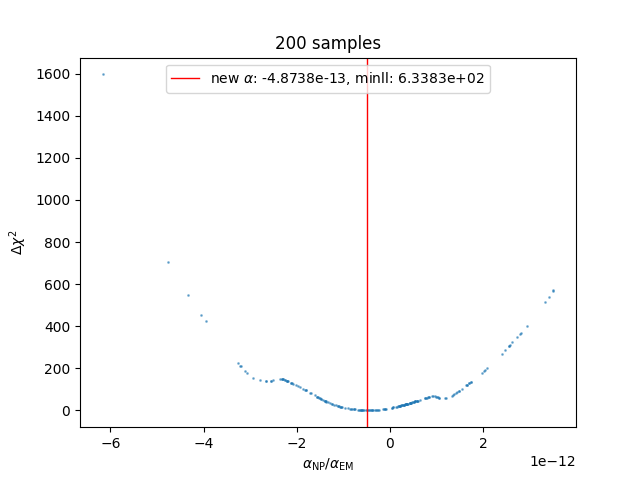 200 samples
new α: -4.8738e-13, minll: 6.3383e+02
1600
1400
1200
1000
800
600
400
200
0
Δχ²
−6 −4 −2 0 2
1e−12
α_NP/α_EM